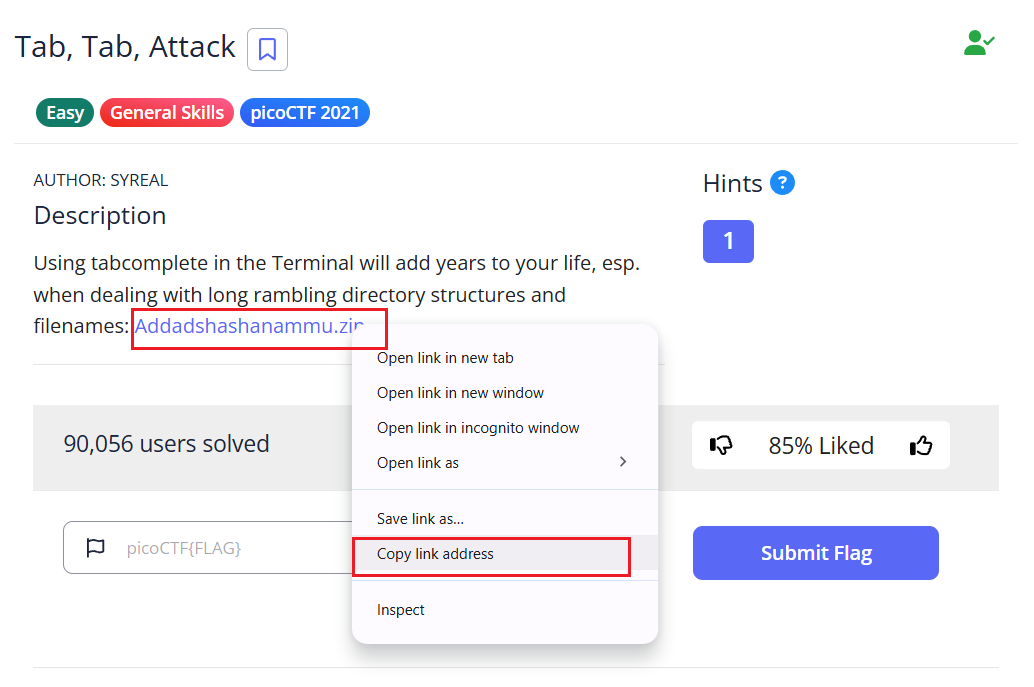 Tab, Tab, Attack
Easy General Skills picoCTF 2021
AUTHOR: SYREAL
Description
Using tabcomplete in the Terminal will add years to your life, esp.
when dealing with long rambling directory structures and
filenames: Addadshashanammu.zip
Hints ?
1
Open link in new tab
Open link in new window
Open link in incognito window
Open link as
Save link as...
Copy link address
Inspect
90,056 users solved
85% Liked
picoCTF{FLAG}
Submit Flag